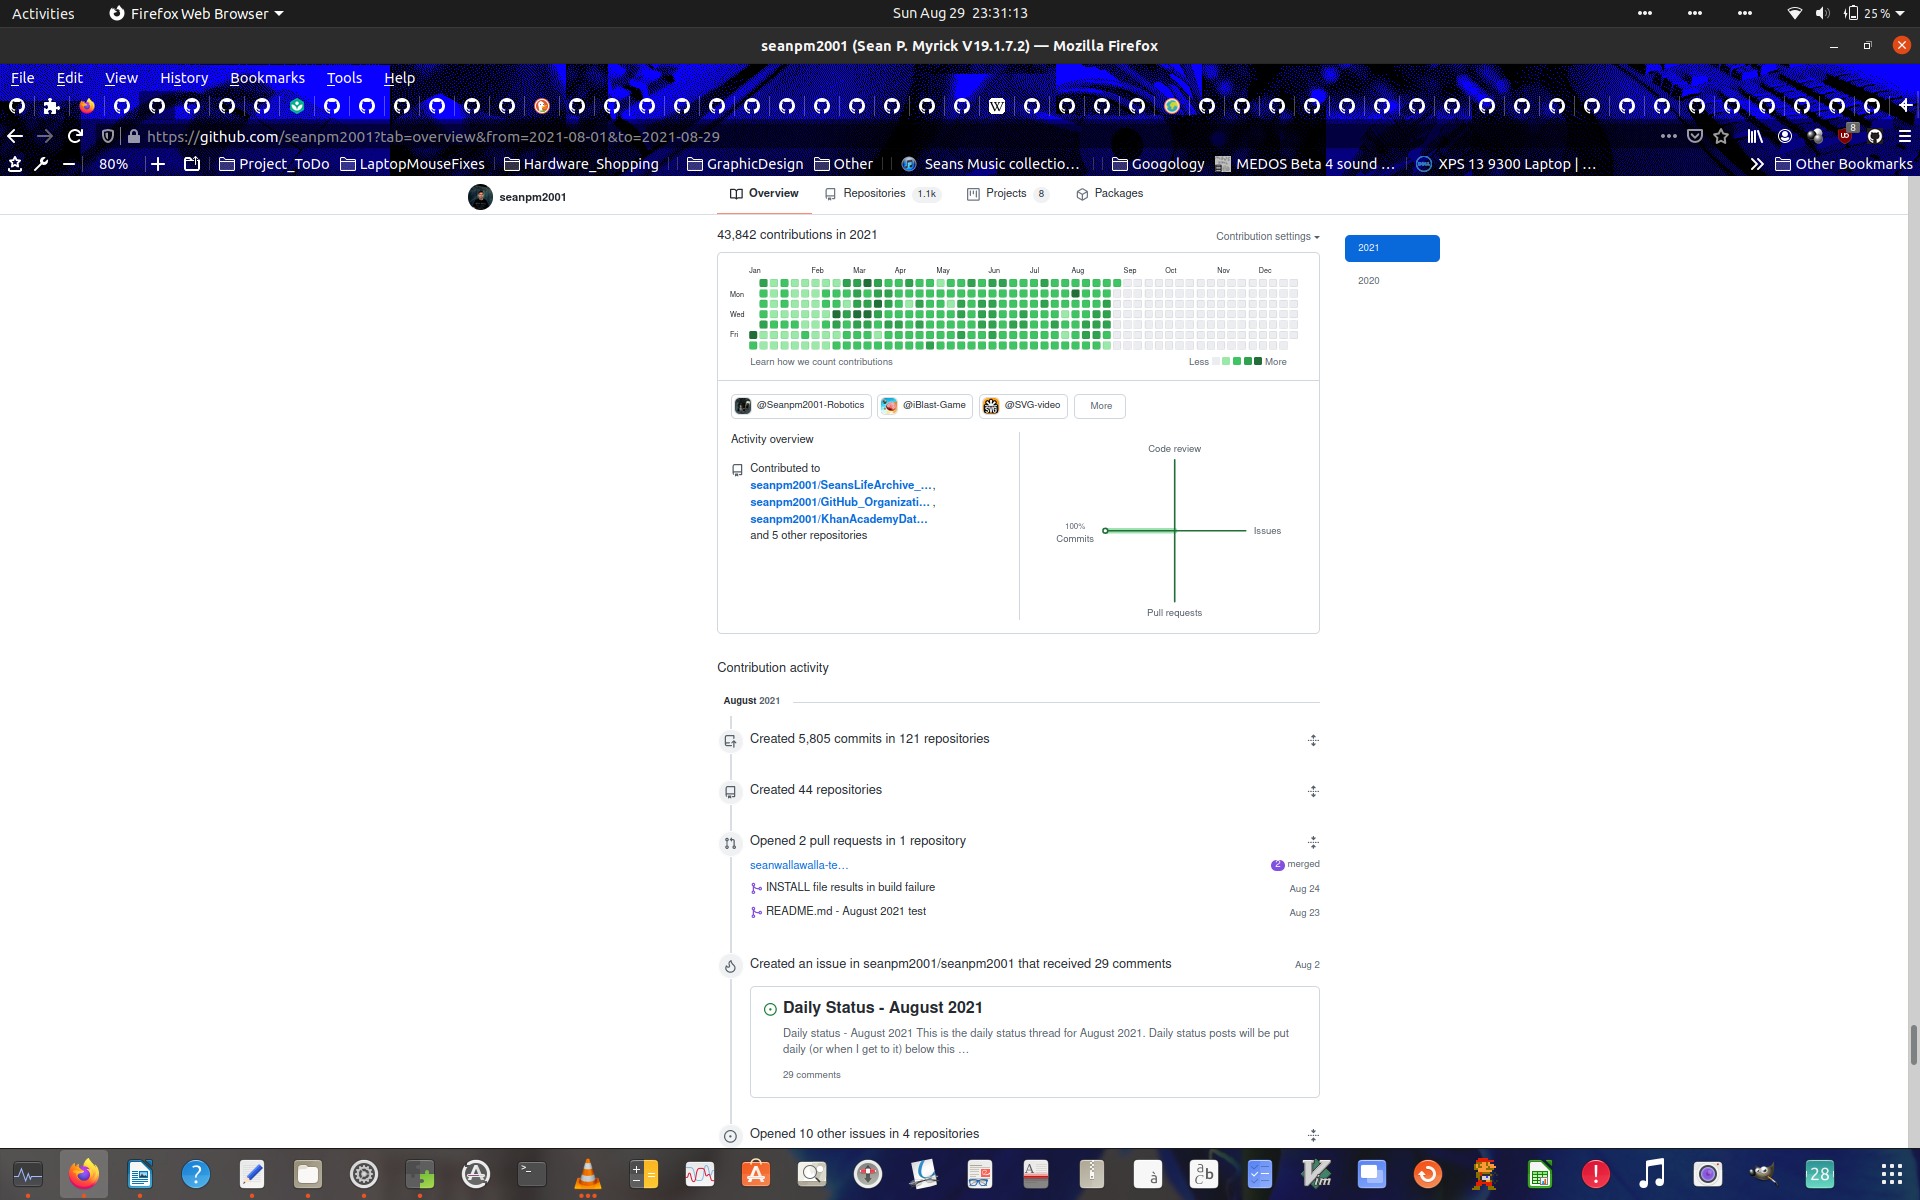 Activities
Firefox Web Browser
Sun Aug 29 23:31:13
25 %
seanpm2001 (Sean P. Myrick V19.1.7.2) — Mozilla Firefox
File Edit View History Bookmarks Tools Help
https://github.com/seanpm2001?tab=overview&from=2021-08-01&to=2021-08-29
8
80%
Project_ToDo
LaptopMouseFixes
Hardware_Shopping
GraphicDesign
Other
Seans Music collectio…
Googology
MEDOS Beta 4 sound …
XPS 13 9300 Laptop | …
Other Bookmarks
seanpm2001
Overview
Repositories 1.1k
Projects 8
Packages
43,842 contributions in 2021
Contribution settings
2021
2020
Jan Feb Mar Apr May Jun Jul Aug Sep Oct Nov Dec
Mon
Wed
Fri
Learn how we count contributions
Less More
@Seanpm2001-Robotics
@iBlast-Game
@SVG-video
More
Activity overview
Contributed to
seanpm2001/SeansLifeArchive_…,
seanpm2001/GitHub_Organizati…,
seanpm2001/KhanAcademyDat…
and 5 other repositories
Code review
100%
Commits
Issues
Pull requests
Contribution activity
August 2021
Created 5,805 commits in 121 repositories
Created 44 repositories
Opened 2 pull requests in 1 repository
seanwallawalla-te…
2 merged
INSTALL file results in build failure
Aug 24
README.md - August 2021 test
Aug 23
Created an issue in seanpm2001/seanpm2001 that received 29 comments
Aug 2
Daily Status - August 2021
Daily status - August 2021 This is the daily status thread for August 2021. Daily status posts will be put
daily (or when I get to it) below this …
29 comments
Opened 10 other issues in 4 repositories
28